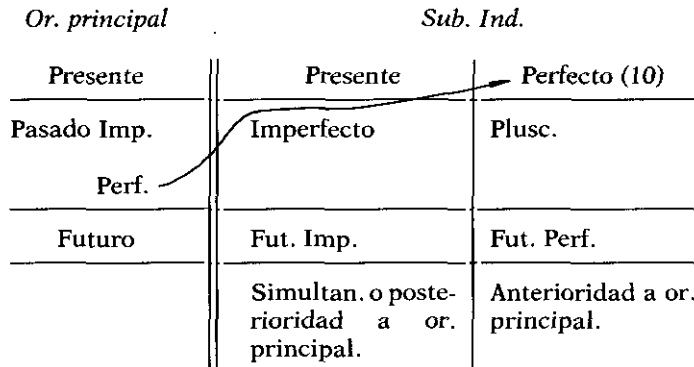 Or. principal Sub. Ind.
Presente Presente Perfecto (10)
Pasado Imp. Imperfecto Plusc.
Perf.
Futuro Fut. Imp. Fut. Perf.
Simultan. o poste- Anterioridad a or.
rioridad a or. principal.
principal.